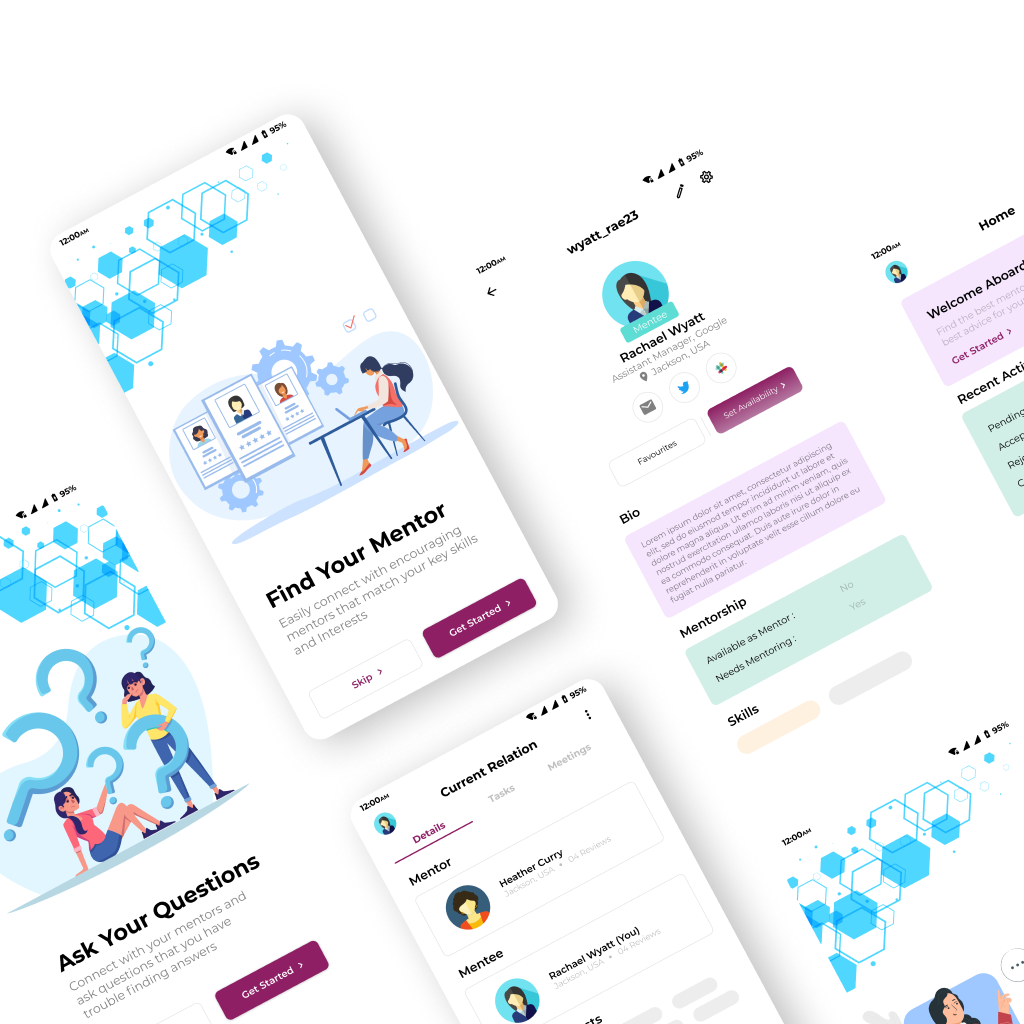 12:00AM
95%
Find Your Mentor
Easily connect with encouraging
mentors that match your key skills
and Interests
Skip >
Get Started >
95%
Ask Your Questions
Connect with your mentors and
ask questions that you have
trouble finding answers
Get Started >
12:00AM
95%
wyatt_rae23
Mentee
Rachael Wyatt
Assistant Manager, Google
Jackson, USA
Favourites
Set Availability >
Bio
Lorem ipsum dolor sit amet, consectetur adipiscing
elit, sed do eiusmod tempor incididunt ut labore et
dolore magna aliqua. Ut enim ad minim veniam, quis
nostrud exercitation ullamco laboris nisi ut aliquip ex
ea commodo consequat. Duis aute irure dolor in
reprehenderit in voluptate velit esse cillum dolore eu
fugiat nulla pariatur.
Mentorship
Available as Mentor : No
Needs Mentoring : Yes
Skills
12:00AM
95%
Current Relation
Details Tasks Meetings
Mentor
Heather Curry
Jackson, USA • 04 Reviews
Mentee
Rachael Wyatt (You)
Jackson, USA • 04 Reviews
12:00AM
Home
Welcome Aboard
Find the best mento
best advice for you
Get Started >
Recent Acti
Pending
Accep
Reje
C
12:00AM
95%